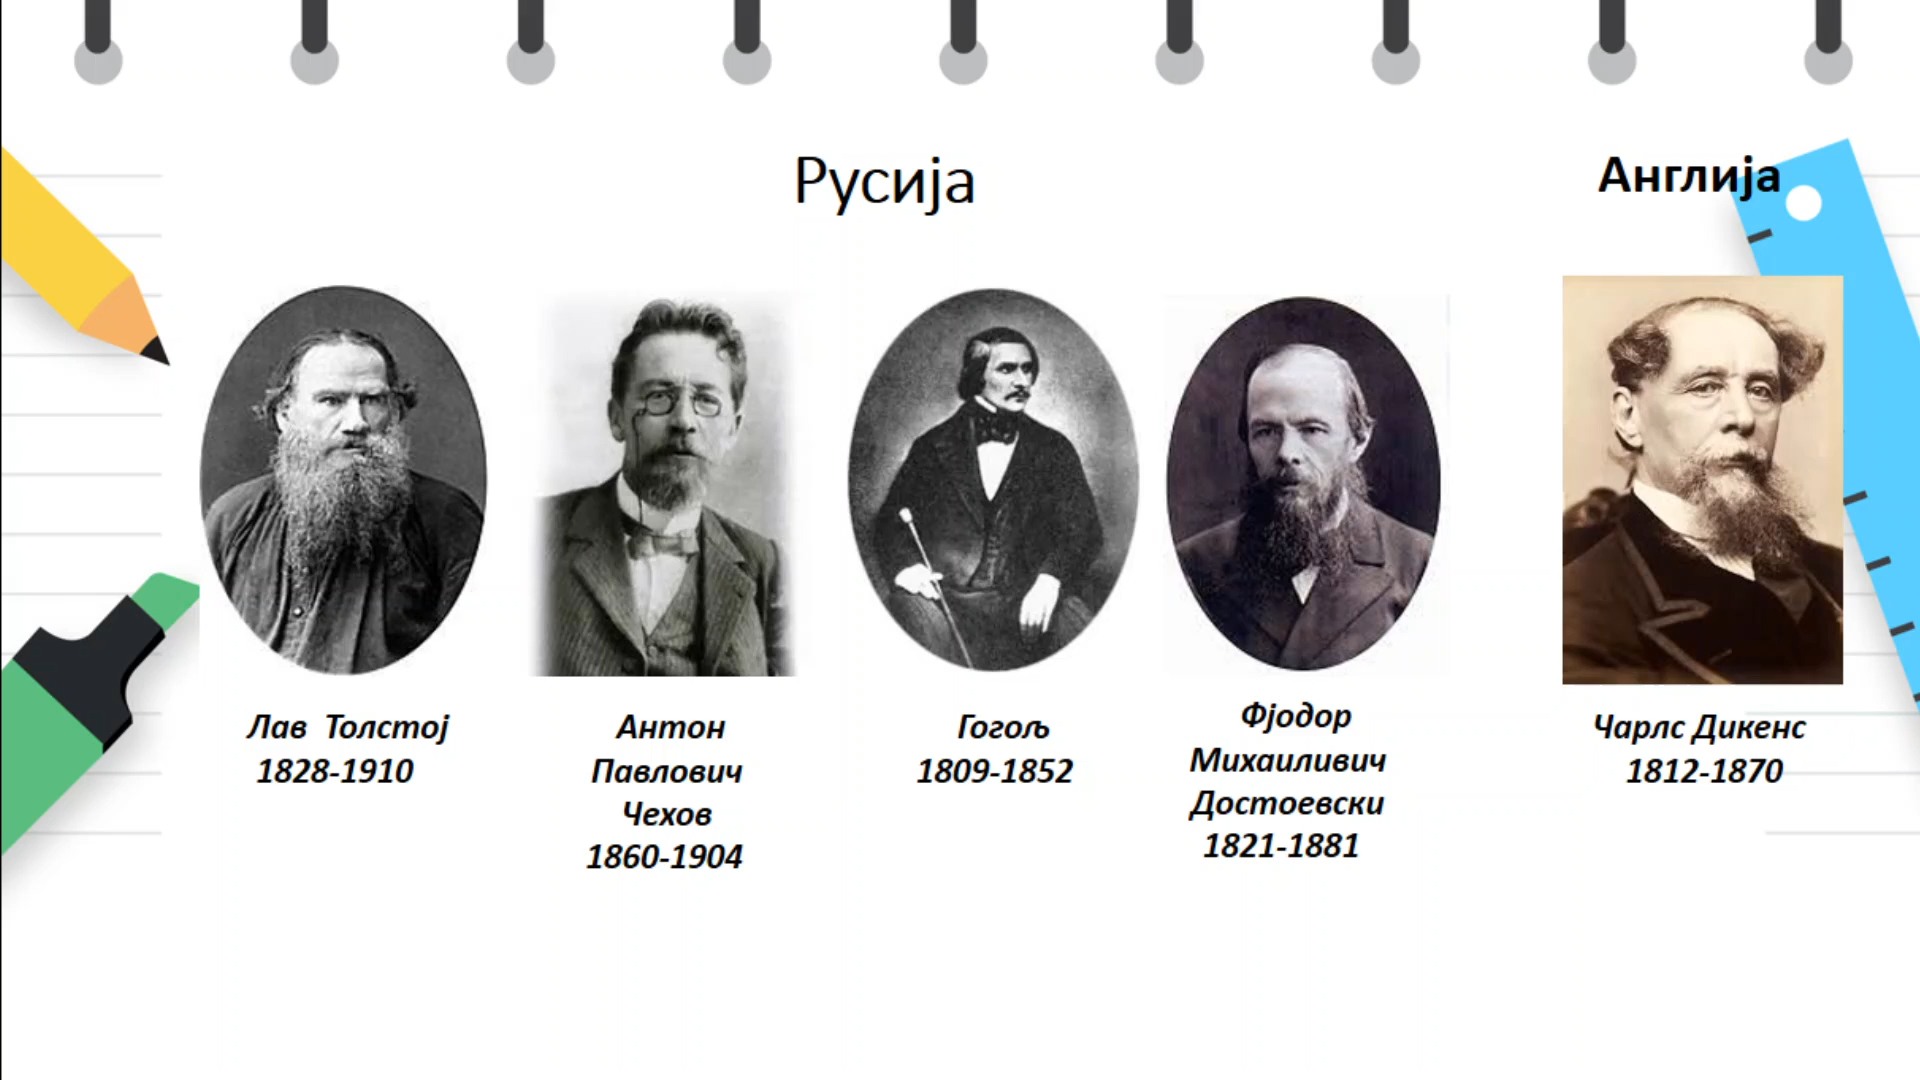 Русија
Англија
Лав Толстој
1828-1910
Антон
Павлович
Чехов
1860-1904
Гогољ
1809-1852
Фјодор
Михаиливич
Достоевски
1821-1881
Чарлс Дикенс
1812-1870